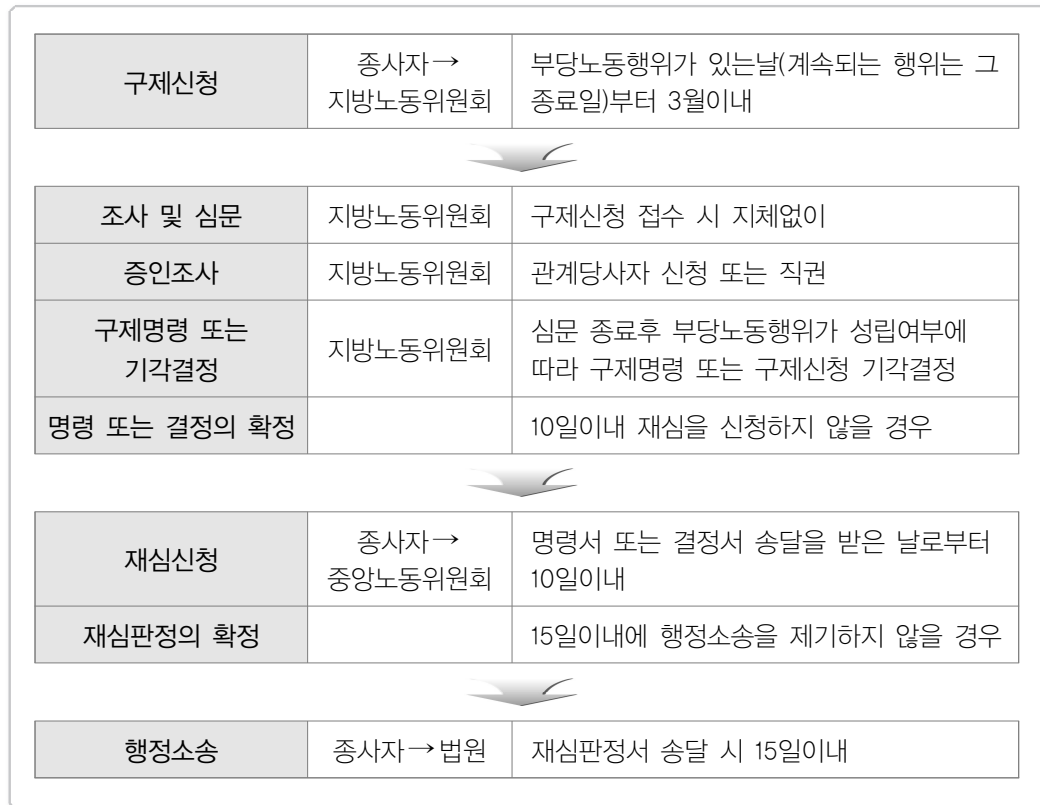 구제신청
종사자→
지방노동위원회
부당노동행위가 있는날(계속되는 행위는 그
종료일)부터 3월이내
조사 및 심문
지방노동위원회
구제신청 접수 시 지체없이
증인조사
지방노동위원회
관계당사자 신청 또는 직권
구제명령 또는
기각결정
지방노동위원회
심문 종료후 부당노동행위가 성립여부에
따라 구제명령 또는 구제신청 기각결정
명령 또는 결정의 확정
10일이내 재심을 신청하지 않을 경우
재심신청
종사자→
중앙노동위원회
명령서 또는 결정서 송달을 받은 날로부터
10일이내
재심판정의 확정
15일이내에 행정소송을 제기하지 않을 경우
행정소송
종사자→법원
재심판정서 송달 시 15일이내